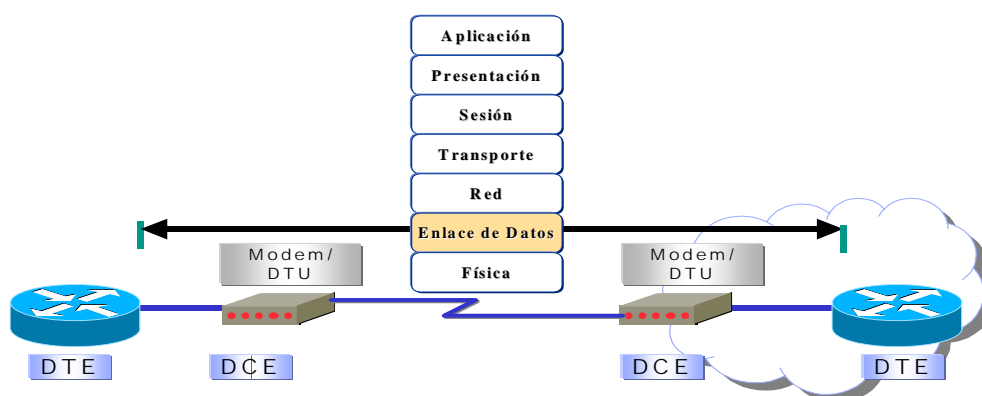 Aplicación
Presentación
Sesión
Transporte
Red
Enlace de Datos
Física
Modem/
DTU
Modem/
DTU
DTE
DCE
DCE
DTE